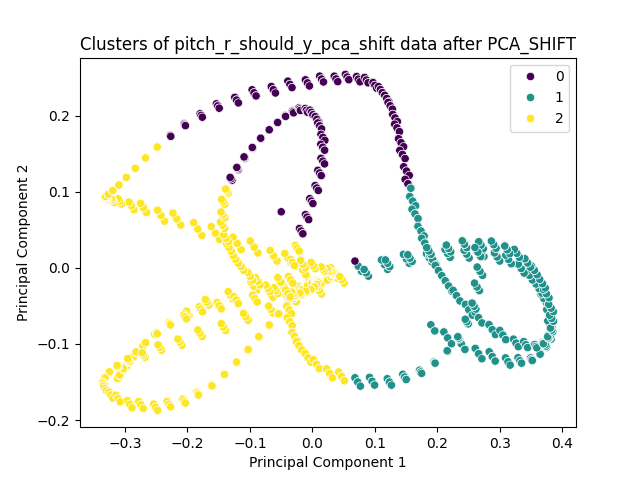 Clusters of pitch_r_should_y_pca_shift data after PCA_SHIFT
0
1
2
Principal Component 2
0.2
0.1
0.0
−0.1
−0.2
−0.3 −0.2 −0.1 0.0 0.1 0.2 0.3 0.4
Principal Component 1